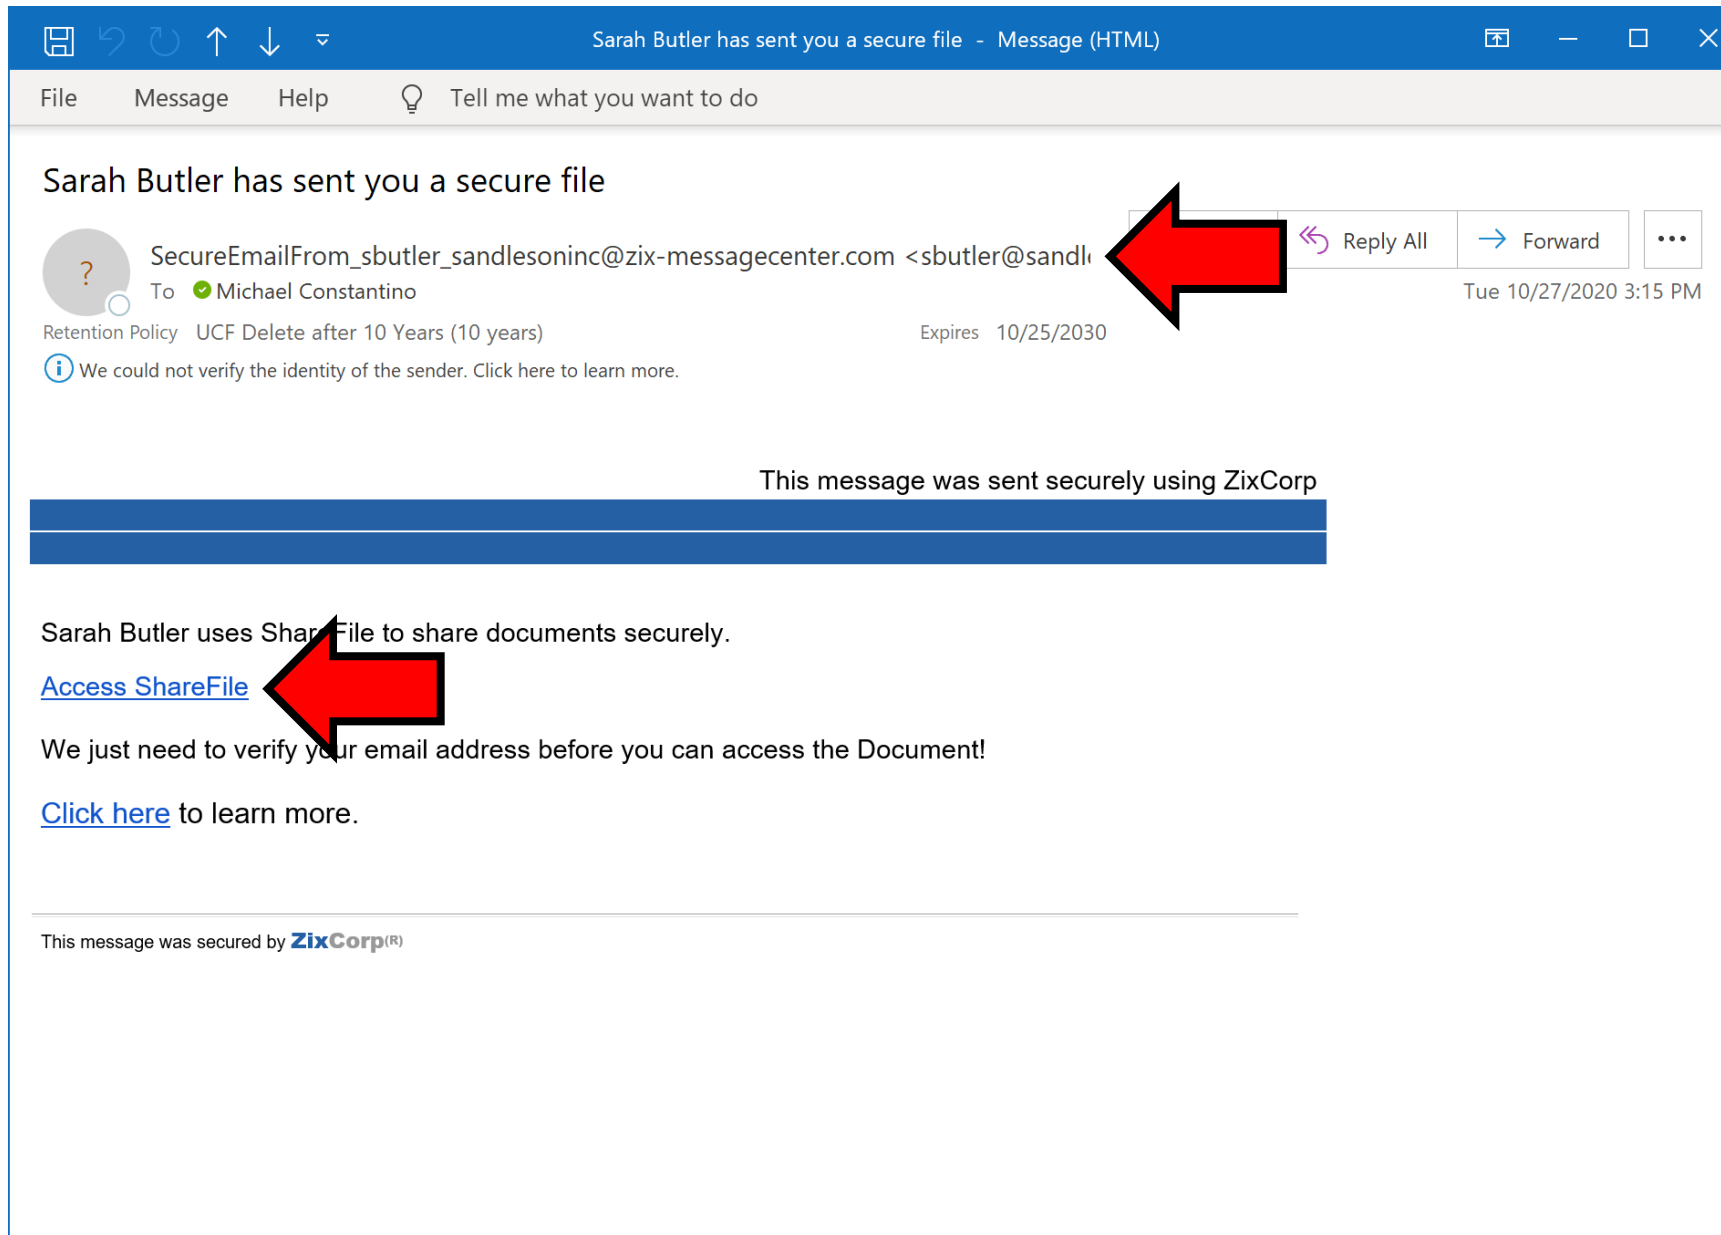 Sarah Butler has sent you a secure file - Message (HTML)
File Message Help Tell me what you want to do
Sarah Butler has sent you a secure file
?
SecureEmailFrom_sbutler_sandlesoninc@zix-messagecenter.com <sbutler@sandl
Reply All Forward ...
To Michael Constantino
Tue 10/27/2020 3:15 PM
Retention Policy UCF Delete after 10 Years (10 years) Expires 10/25/2030
We could not verify the identity of the sender. Click here to learn more.
This message was sent securely using ZixCorp
Sarah Butler uses ShareFile to share documents securely.
Access ShareFile
We just need to verify your email address before you can access the Document!
Click here to learn more.
This message was secured by ZixCorp(R)